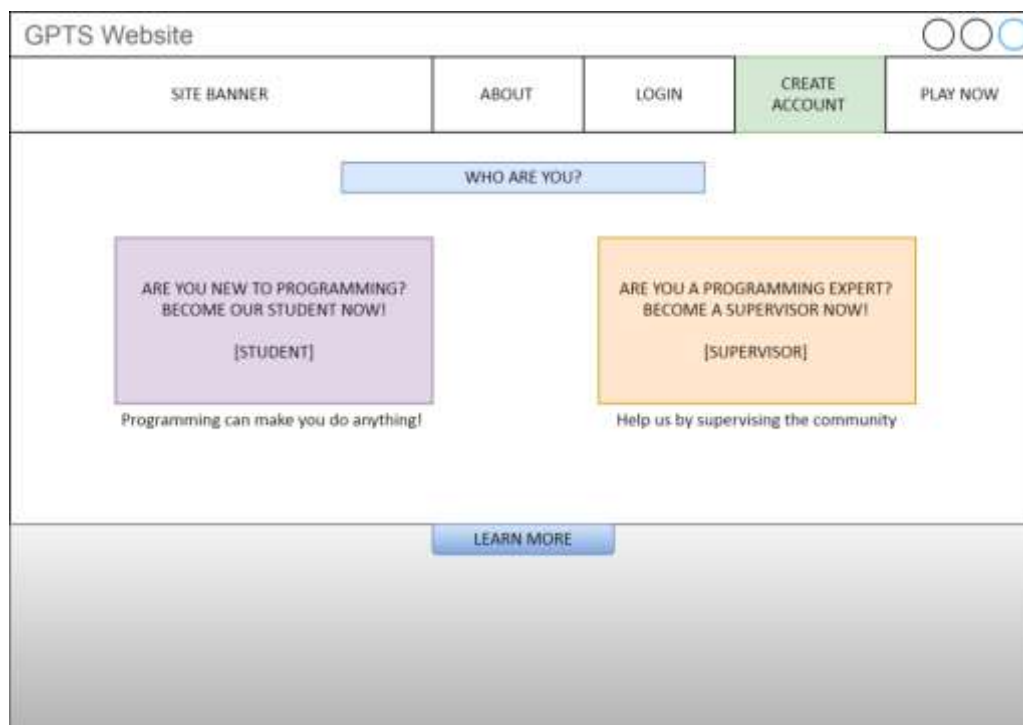 GPTS Website
SITE BANNER
ABOUT
LOGIN
CREATE
ACCOUNT
PLAY NOW
WHO ARE YOU?
ARE YOU NEW TO PROGRAMMING?
BECOME OUR STUDENT NOW!
[STUDENT]
Programming can make you do anything!
ARE YOU A PROGRAMMING EXPERT?
BECOME A SUPERVISOR NOW!
[SUPERVISOR]
Help us by supervising the community
LEARN MORE